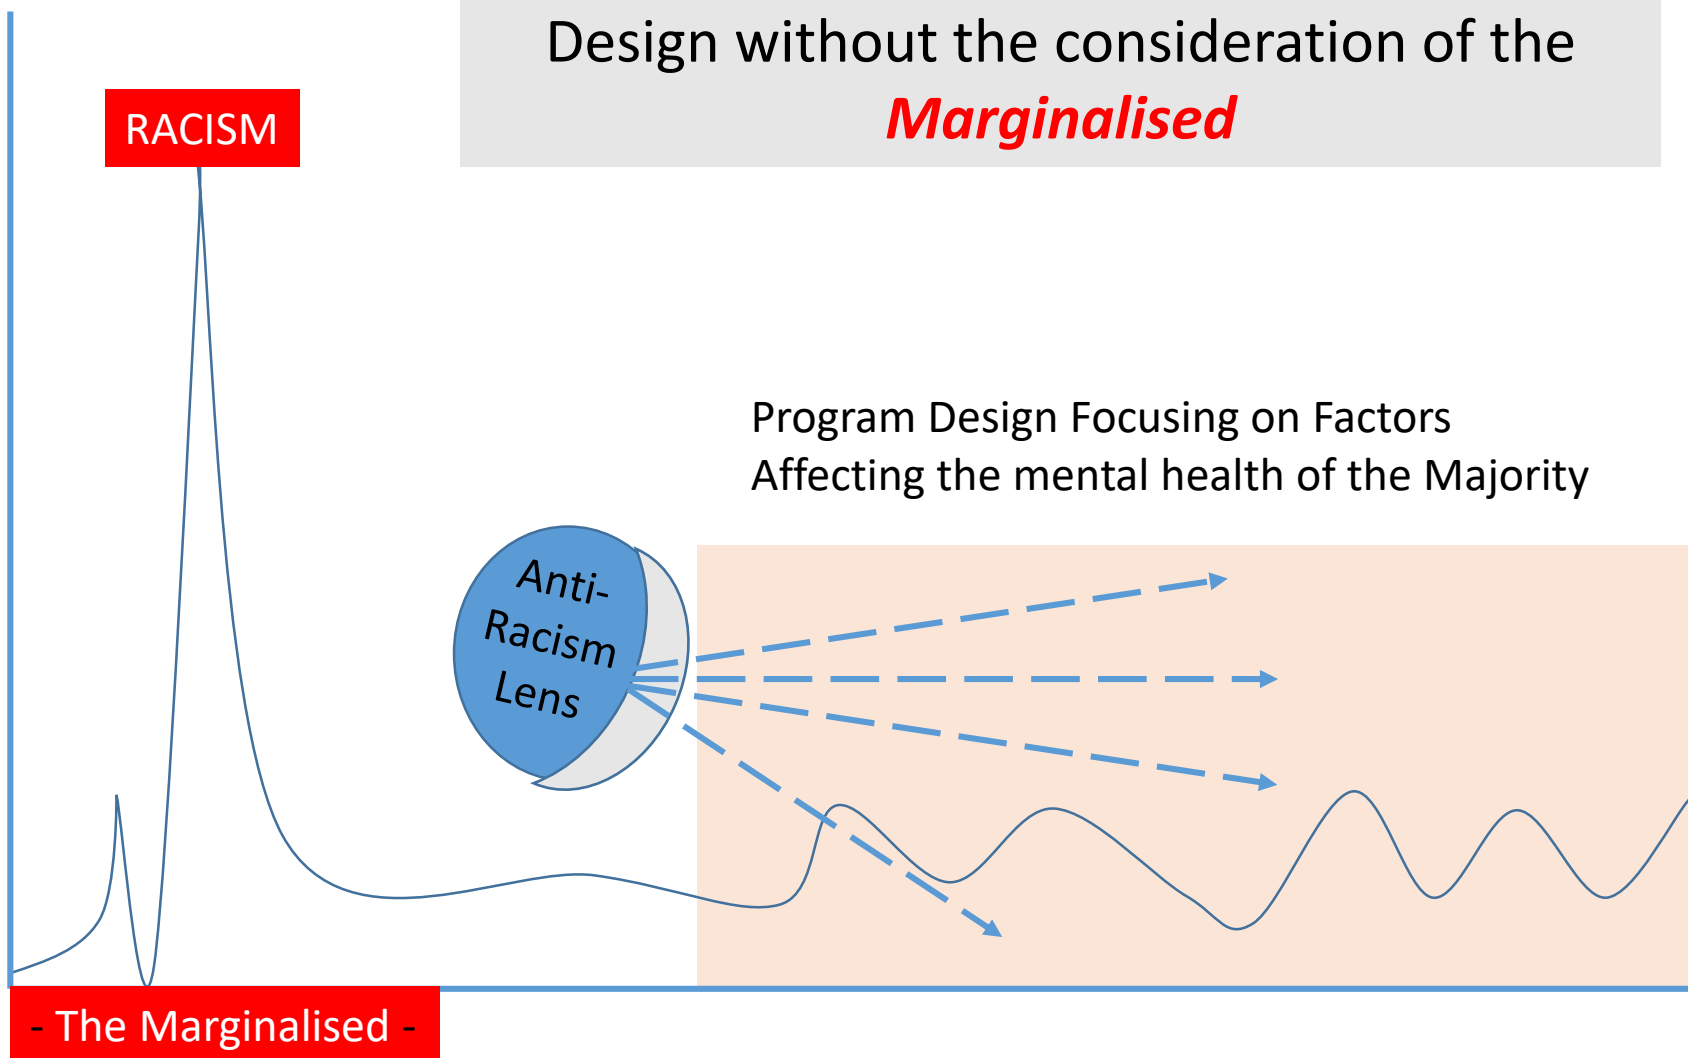 Design without the consideration of the
Marginalised
RACISM
Program Design Focusing on Factors
Affecting the mental health of the Majority
Anti-
Racism
Lens
- The Marginalised -